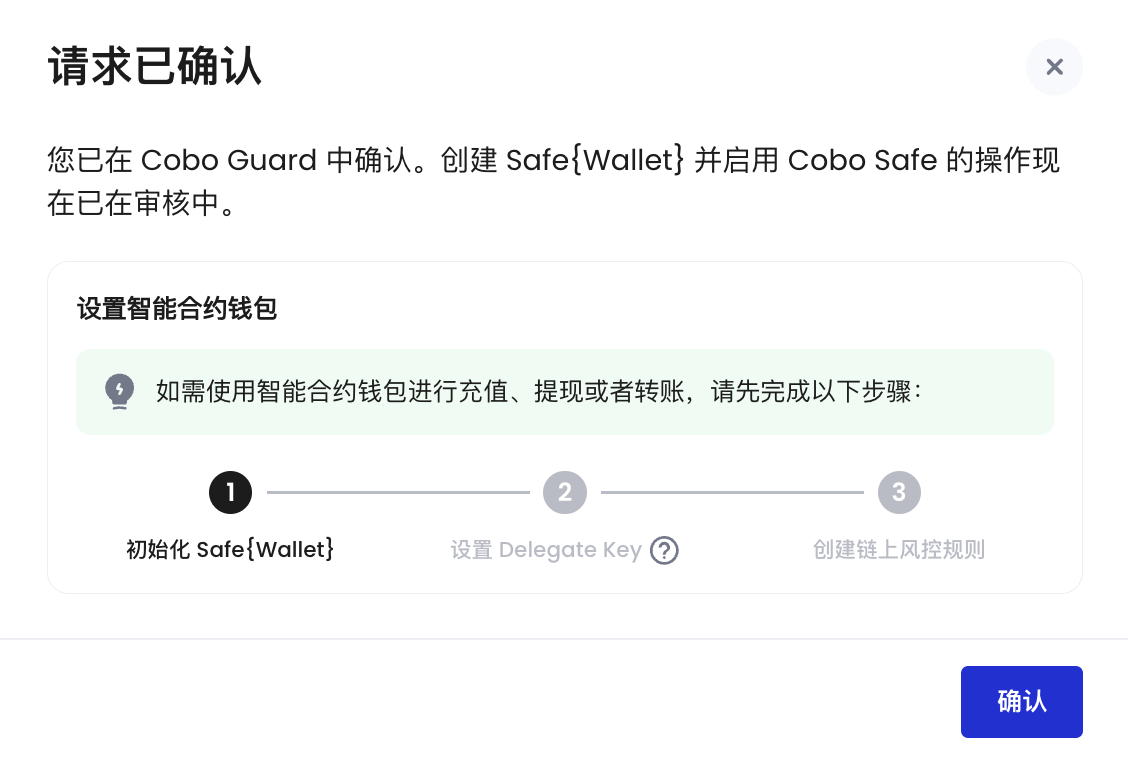 请求已确认
您已在 Cobo Guard 中确认。创建 Safe{Wallet} 并启用 Cobo Safe 的操作现
在已在审核中。
设置智能合约钱包
如需使用智能合约钱包进行充值、提现或者转账，请先完成以下步骤：
1
2
3
初始化 Safe{Wallet}
设置 Delegate Key ?
创建链上风控规则
确认